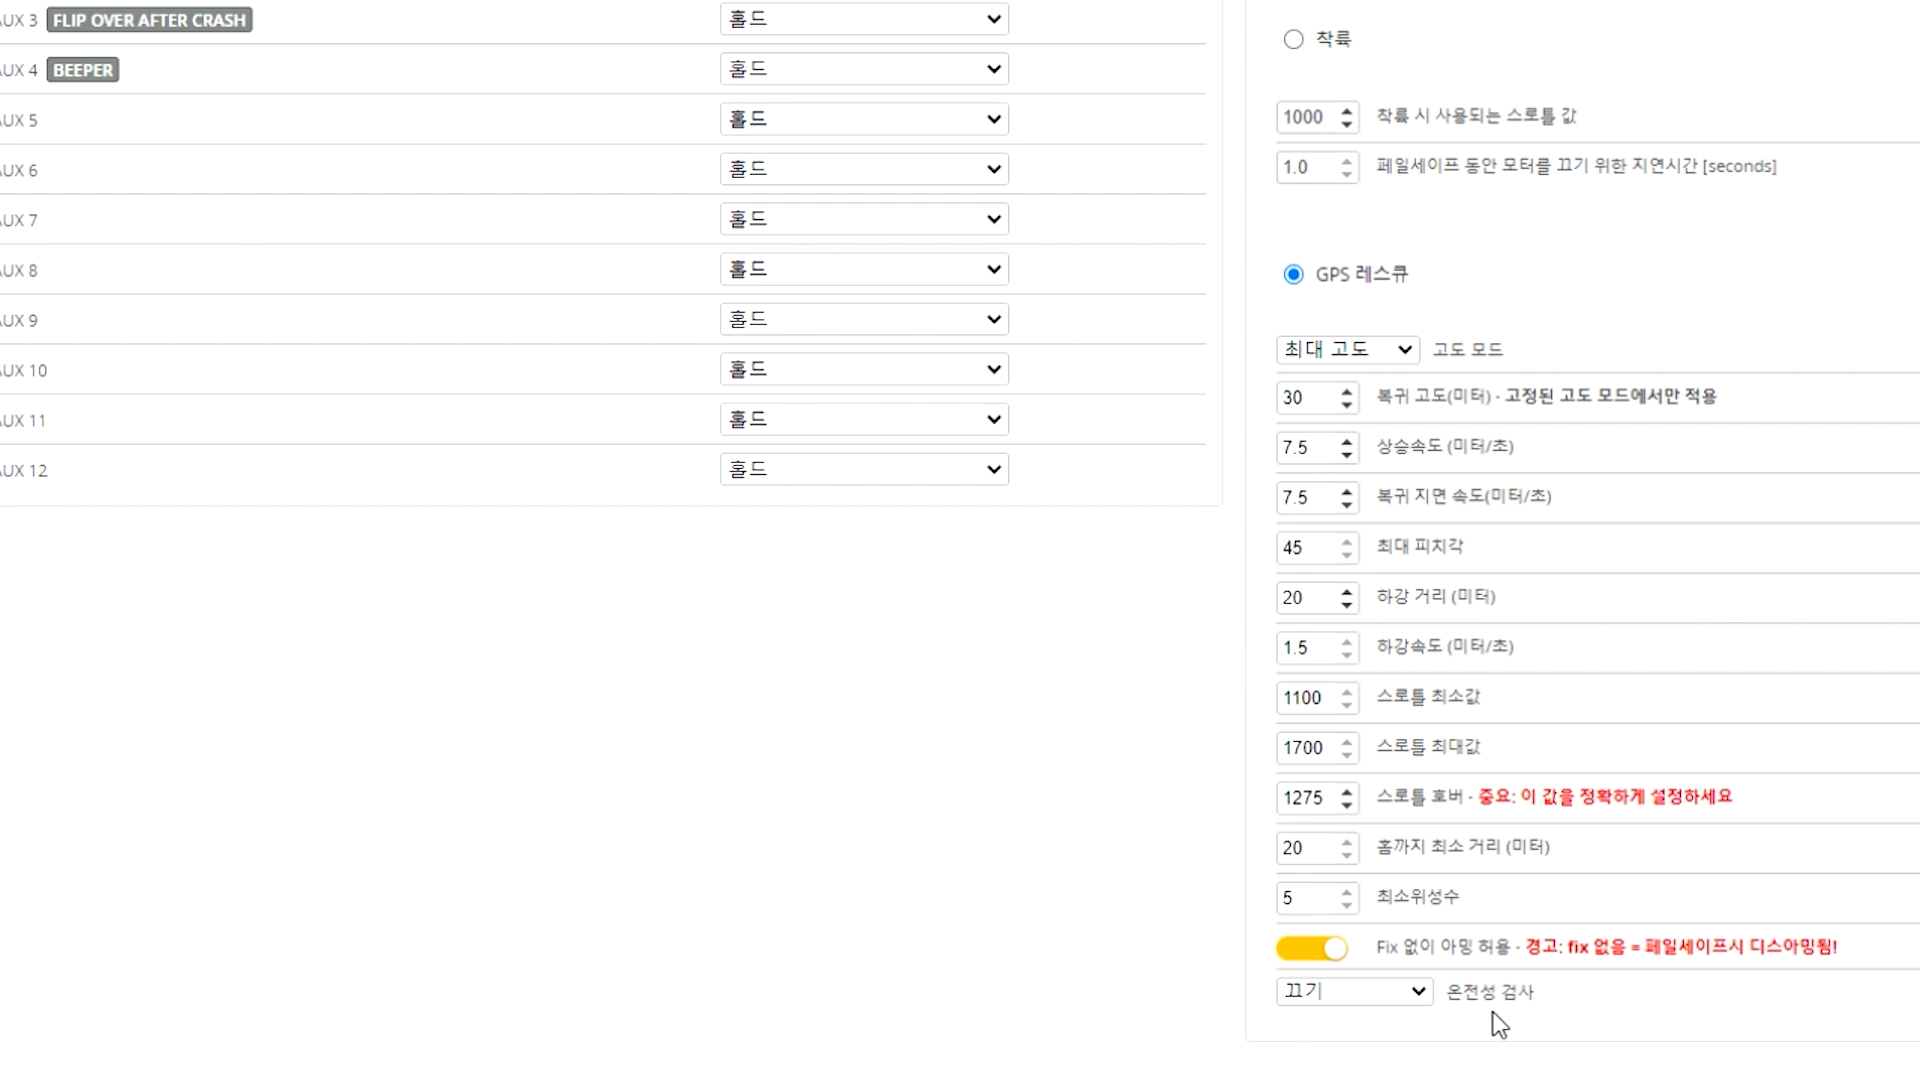 AUX 3 FLIP OVER AFTER CRASH 홀드
AUX 4 BEEPER 홀드
AUX 5 홀드
AUX 6 홀드
AUX 7 홀드
AUX 8 홀드
AUX 9 홀드
AUX 10 홀드
AUX 11 홀드
AUX 12 홀드
착륙
1000 착륙 시 사용되는 스로틀 값
1.0 페일세이프 동안 모터를 끄기 위한 지연시간 [seconds]
GPS 레스큐
최대 고도 고도 모드
30 복귀 고도(미터) - 고정된 고도 모드에서만 적용
7.5 상승속도 (미터/초)
7.5 복귀 지면 속도(미터/초)
45 최대 피치각
20 하강 거리 (미터)
1.5 하강속도 (미터/초)
1100 스로틀 최소값
1700 스로틀 최대값
1275 스로틀 호버 - 중요: 이 값을 정확하게 설정하세요
20 홈까지 최소 거리 (미터)
5 최소위성수
Fix 없이 아밍 허용 - 경고: fix 없음 = 페일세이프시 디스아밍됨!
끄기 온전성 검사